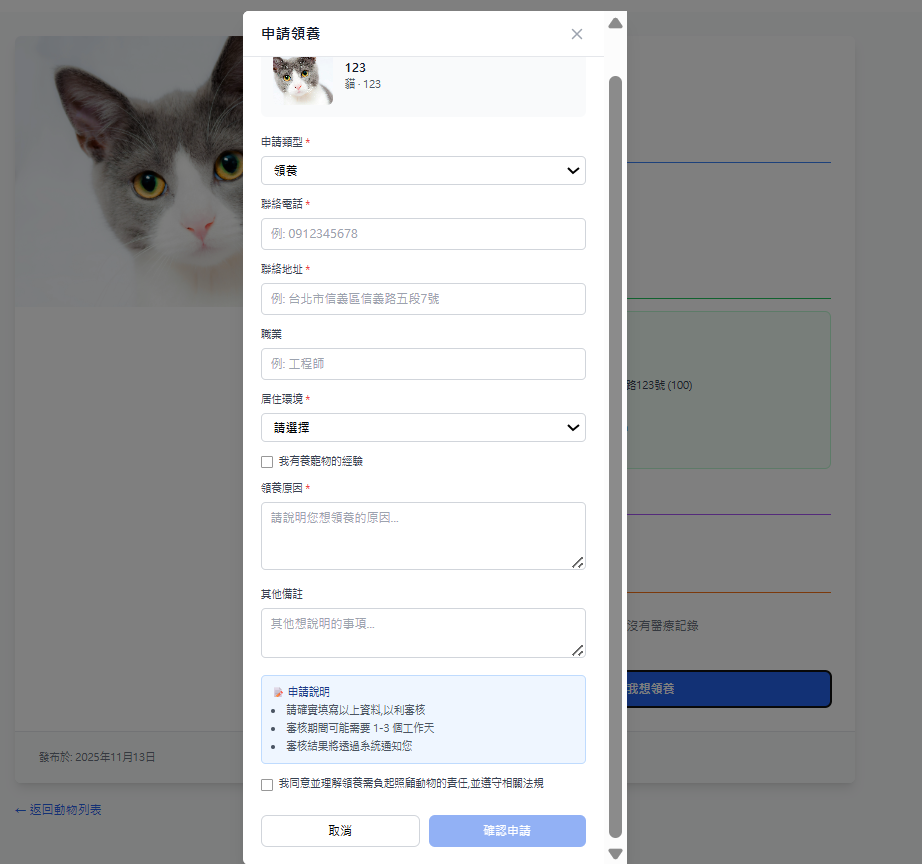 申請領養
×
123
貓 · 123
申請類型 *
領養
聯絡電話 *
例: 0912345678
聯絡地址 *
例: 台北市信義區信義路五段7號
職業
例: 工程師
居住環境 *
請選擇
我有養寵物的經驗
領養原因 *
請說明您想領養的原因...
其他備註
其他想說明的事項...
申請說明
• 請確實填寫以上資料,以利審核
• 審核期間可能需要 1-3 個工作天
• 審核結果將透過系統通知您
我同意並理解領養需負起照顧動物的責任,並遵守相關法規
取消
確認申請
路123號 (100)
沒有醫療記錄
我想領養
發布於: 2025年11月13日
← 返回動物列表